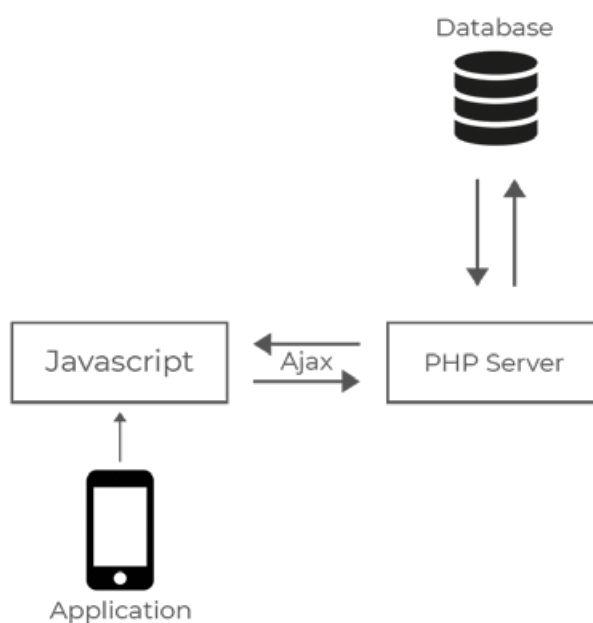 Database
Javascript
Ajax
PHP Server
Application